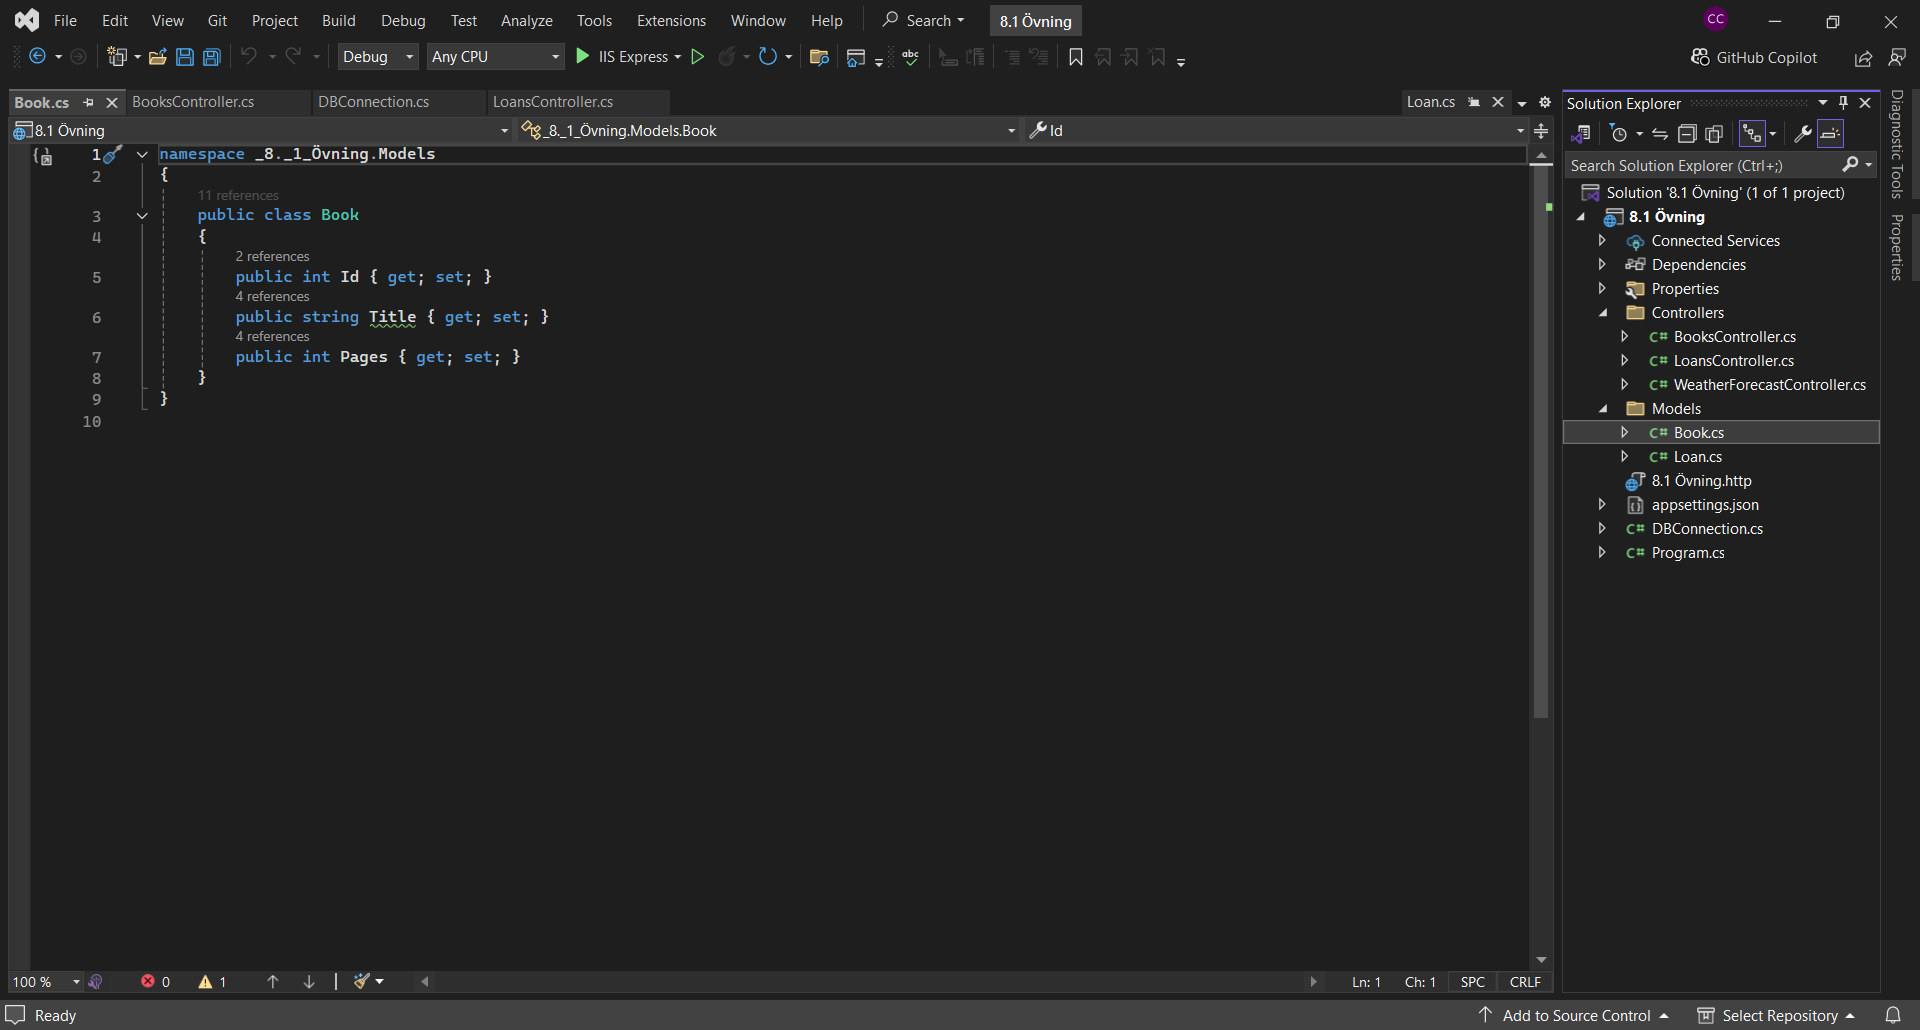 File Edit View Git Project Build Debug Test Analyze Tools Extensions Window Help Search 8.1 Övning CC
Debug Any CPU IIS Express abc GitHub Copilot
Book.cs BooksController.cs DBConnection.cs LoansController.cs Loan.cs
8.1 Övning _8._1_Övning.Models.Book Id
1 namespace _8._1_Övning.Models
2 {
11 references
3 public class Book
4 {
2 references
5 public int Id { get; set; }
4 references
6 public string Title { get; set; }
4 references
7 public int Pages { get; set; }
8 }
9 }
10
100 % 0 1 Ln: 1 Ch: 1 SPC CRLF
Solution Explorer
Search Solution Explorer (Ctrl+;)
Solution '8.1 Övning' (1 of 1 project)
8.1 Övning
Connected Services
Dependencies
Properties
Controllers
C# BooksController.cs
C# LoansController.cs
C# WeatherForecastController.cs
Models
C# Book.cs
C# Loan.cs
8.1 Övning.http
appsettings.json
C# DBConnection.cs
C# Program.cs
Diagnostic Tools
Properties
Ready Add to Source Control Select Repository